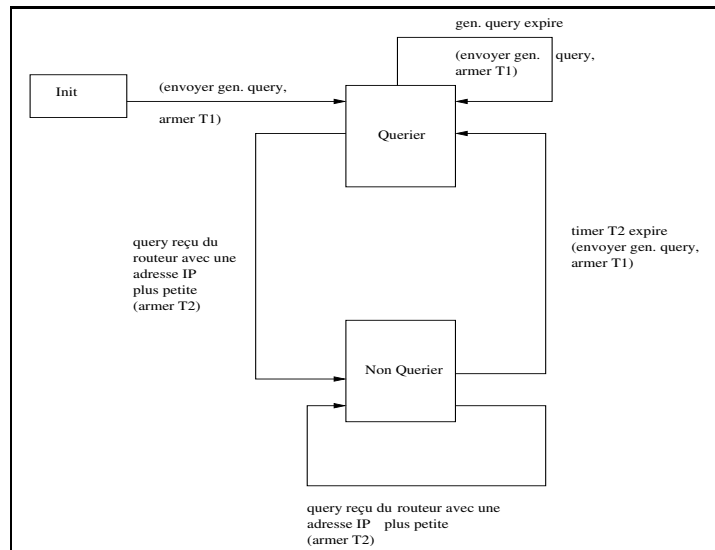 gen. query expire
(envoyer gen. query,
armer T1)
Init
(envoyer gen. query,
armer T1)
Querier
query reçu du
routeur avec une
adresse IP
plus petite
(armer T2)
timer T2 expire
(envoyer gen. query,
armer T1)
Non Querier
query reçu du routeur avec une
adresse IP plus petite
(armer T2)